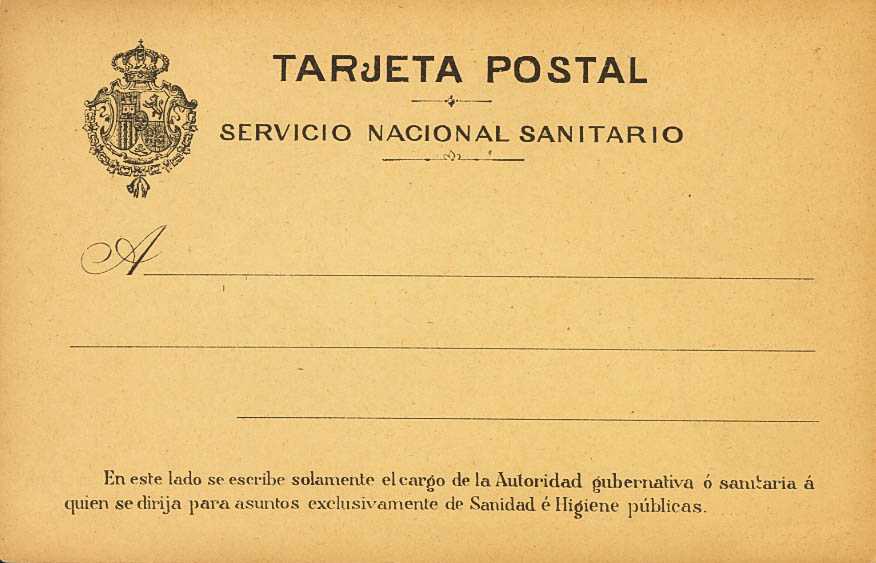 TARJETA POSTAL
SERVICIO NACIONAL SANITARIO
A
En este lado se escribe solamente el cargo de la Autoridad gubernativa ó sanitaria á
quien se dirija para asuntos exclusivamente de Sanidad é Higiene públicas.